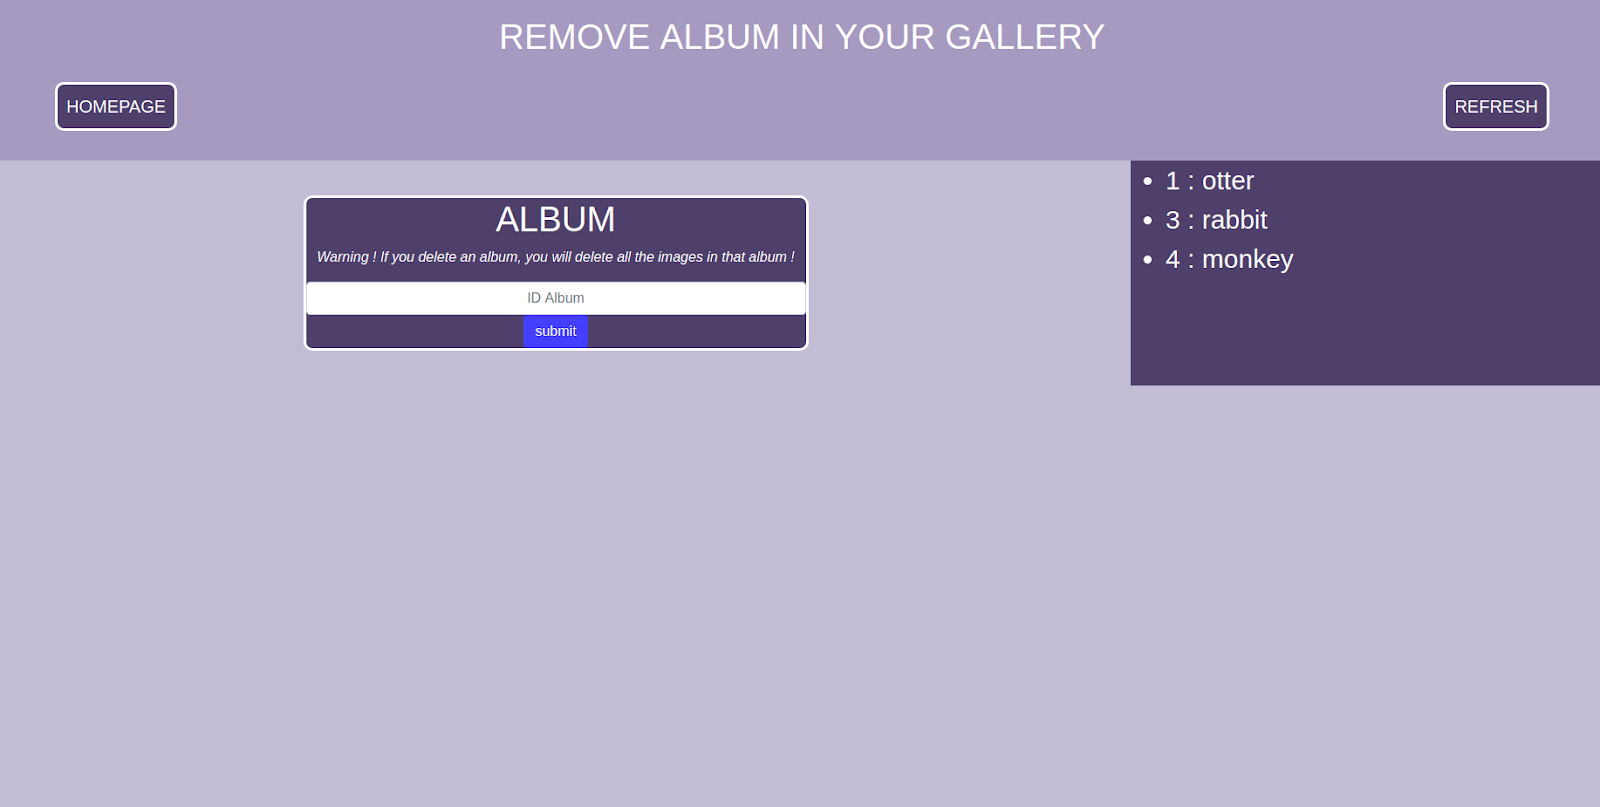 REMOVE ALBUM IN YOUR GALLERY
HOMEPAGE
REFRESH
ALBUM
Warning ! If you delete an album, you will delete all the images in that album !
ID Album
submit
1 : otter
3 : rabbit
4 : monkey